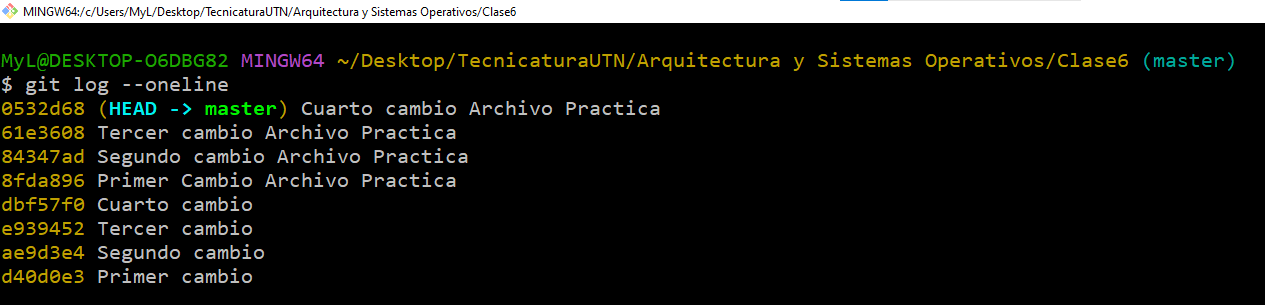 MINGW64:/c/Users/MyL/Desktop/TecnicaturaUTN/Arquitectura y Sistemas Operativos/Clase6
MyL@DESKTOP-O6DBG82 MINGW64 ~/Desktop/TecnicaturaUTN/Arquitectura y Sistemas Operativos/Clase6 (master)
$ git log --oneline
0532d68 (HEAD -> master) Cuarto cambio Archivo Practica
61e3608 Tercer cambio Archivo Practica
84347ad Segundo cambio Archivo Practica
8fda896 Primer Cambio Archivo Practica
dbf57f0 Cuarto cambio
e939452 Tercer cambio
ae9d3e4 Segundo cambio
d40d0e3 Primer cambio